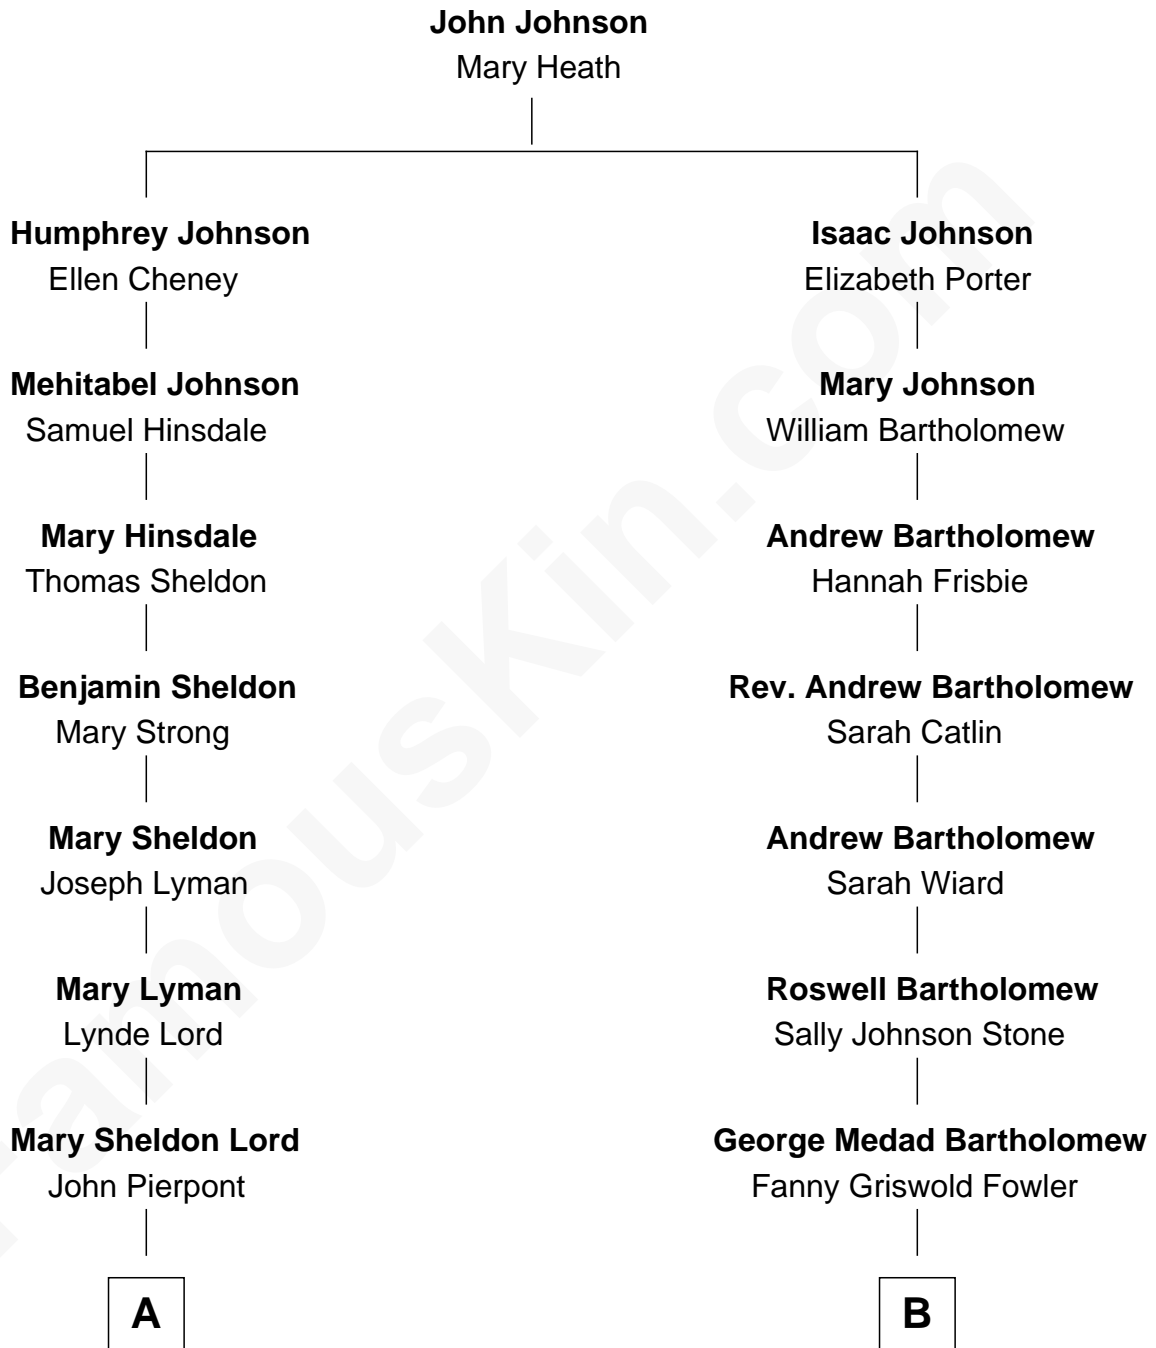 John Johnson
Mary Heath
Humphrey Johnson
Ellen Cheney
Isaac Johnson
Elizabeth Porter
Mehitabel Johnson
Samuel Hinsdale
Mary Johnson
William Bartholomew
Mary Hinsdale
Thomas Sheldon
Andrew Bartholomew
Hannah Frisbie
Benjamin Sheldon
Mary Strong
Rev. Andrew Bartholomew
Sarah Catlin
Mary Sheldon
Joseph Lyman
Andrew Bartholomew
Sarah Wiard
Mary Lyman
Lynde Lord
Roswell Bartholomew
Sally Johnson Stone
Mary Sheldon Lord
John Pierpont
George Medad Bartholomew
Fanny Griswold Fowler
A
B
FamousKin.com